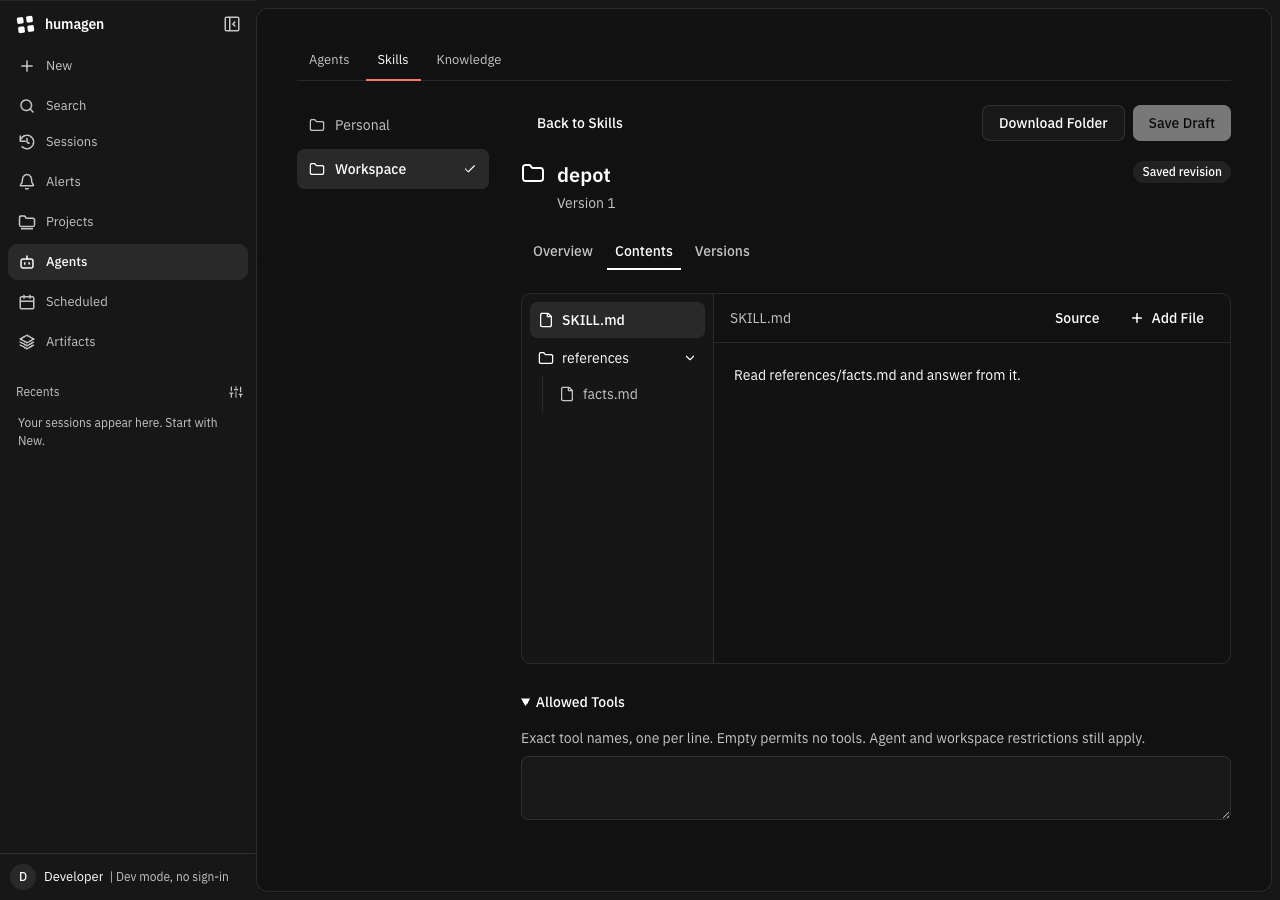 humagen
New
Search
Sessions
Alerts
Projects
Agents
Scheduled
Artifacts
Recents
Your sessions appear here. Start with
New.
D
Developer | Dev mode, no sign-in
Agents
Skills
Knowledge
Personal
Workspace
Back to Skills
Download Folder
Save Draft
depot
Saved revision
Version 1
Overview
Contents
Versions
SKILL.md
references
facts.md
SKILL.md
Source
Add File
Read references/facts.md and answer from it.
Allowed Tools
Exact tool names, one per line. Empty permits no tools. Agent and workspace restrictions still apply.